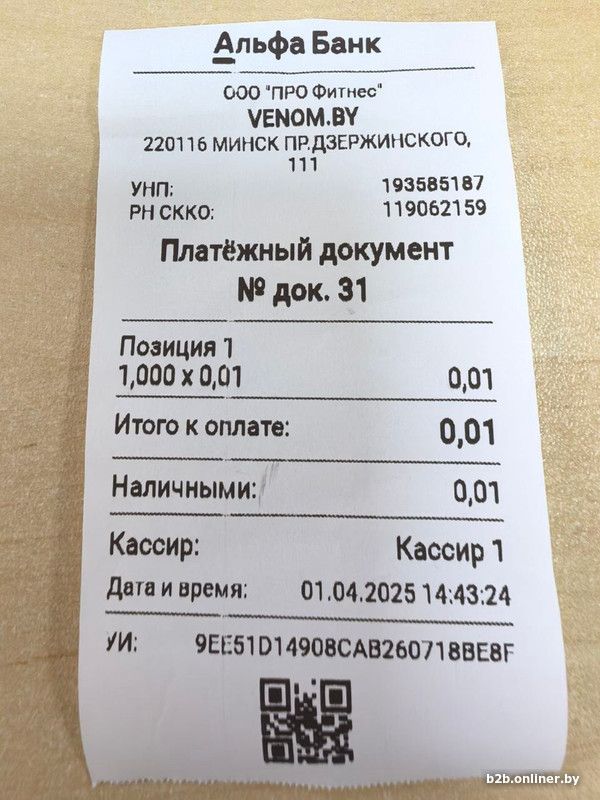 Альфа Банк
ООО "ПРО Фитнес"
VENOM.BY
220116 МИНСК ПР.ДЗЕРЖИНСКОГО,
111
УНП: 193585187
РН СККО: 119062159
Платёжный документ
№ док. 31
Позиция 1
1,000 x 0,01 0,01
Итого к оплате: 0,01
Наличными: 0,01
Кассир: Кассир 1
Дата и время: 01.04.2025 14:43:24
УИ: 9EE51D14908CAB260718BE8F
b2b.onliner.by